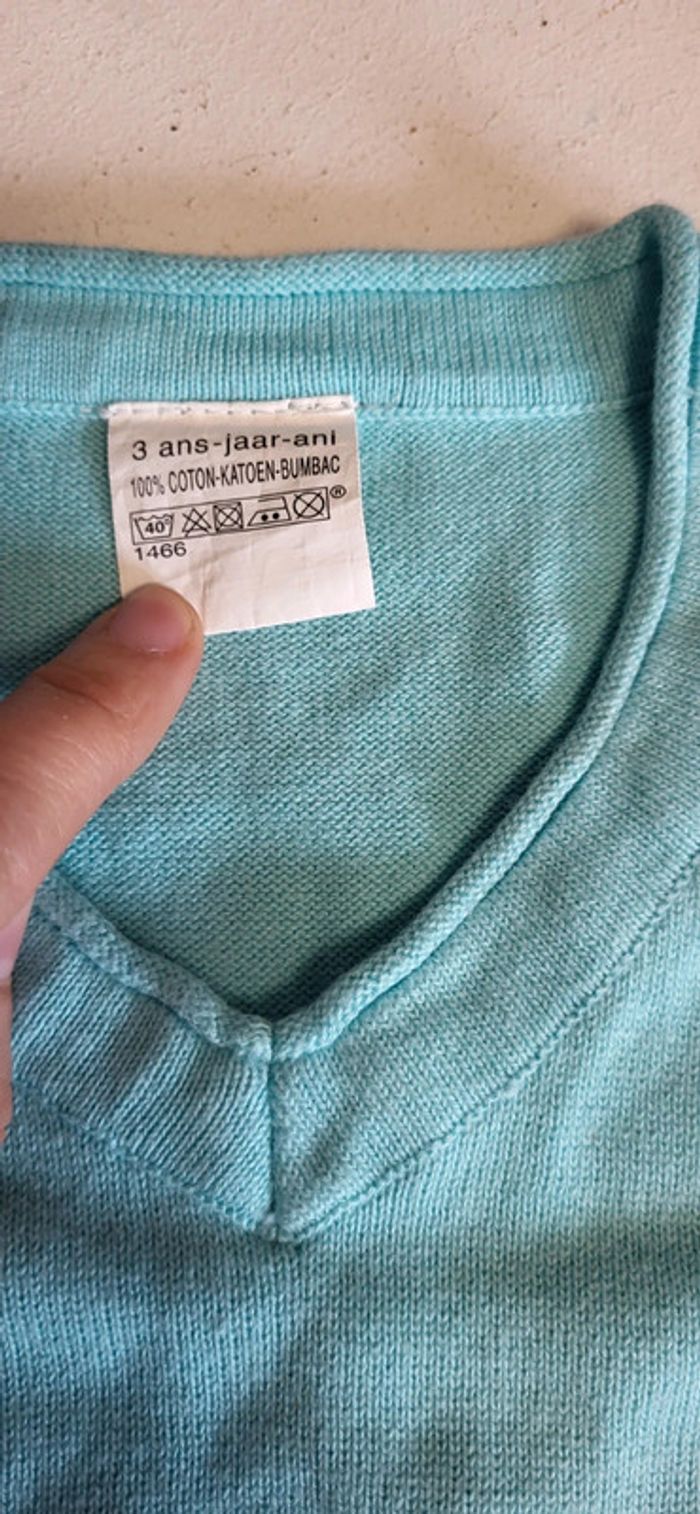 3 ans-jaar-ani
100% COTON-KATOEN-BUMBAC
40° ®
1466